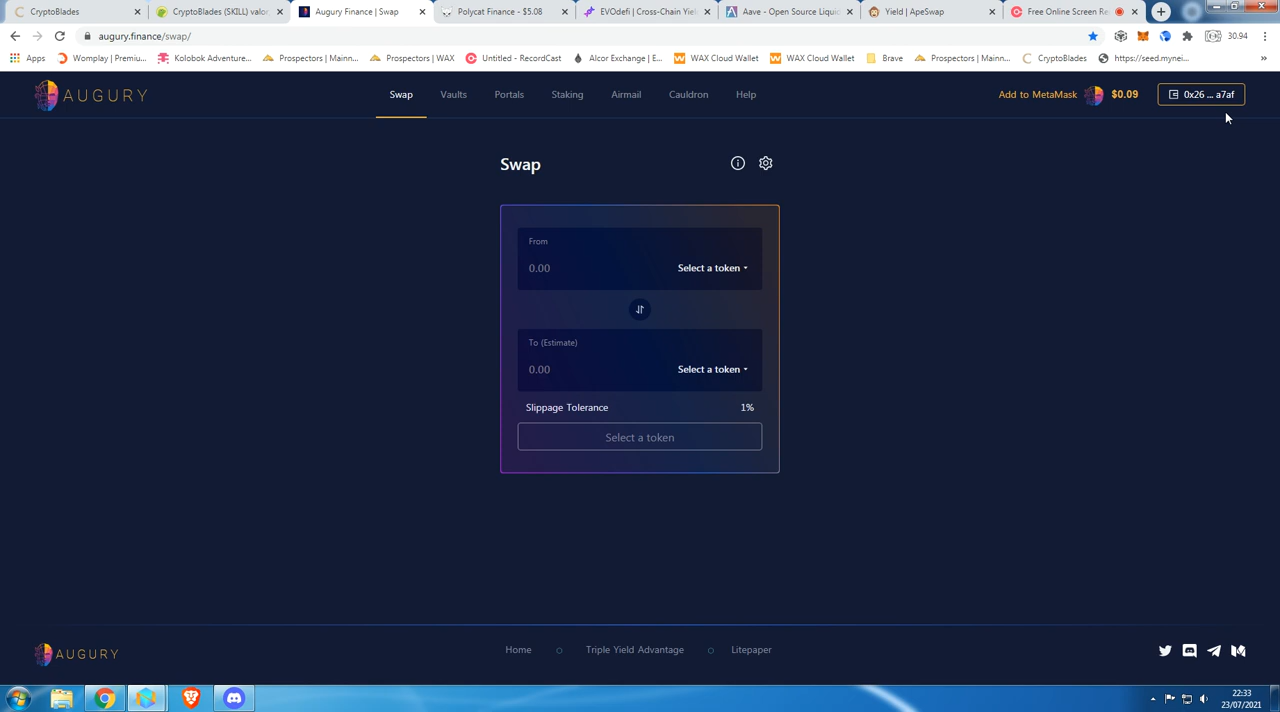 CryptoBlades
CryptoBlades (SKILL) valor
Augury Finance | Swap
Polycat Finance - $5.08
EVOdefi | Cross-Chain Yiel
Aave - Open Source Liquid
Yield | ApeSwap
Free Online Screen Re
augury.finance/swap/
30.94
Apps
Womplay | Premiu...
Kolobok Adventure...
Prospectors | Mainn...
Prospectors | WAX
Untitled - RecordCast
Alcor Exchange | E...
WAX Cloud Wallet
WAX Cloud Wallet
Brave
Prospectors | Mainn...
CryptoBlades
https://seed.mynei...
»
AUGURY
Swap
Vaults
Portals
Staking
Airmail
Cauldron
Help
Add to MetaMask
$0.09
0x26 ... a7af
Swap
From
0.00
Select a token
To (Estimate)
0.00
Select a token
Slippage Tolerance
1%
Select a token
AUGURY
Home
Triple Yield Advantage
Litepaper
22:33
23/07/2021